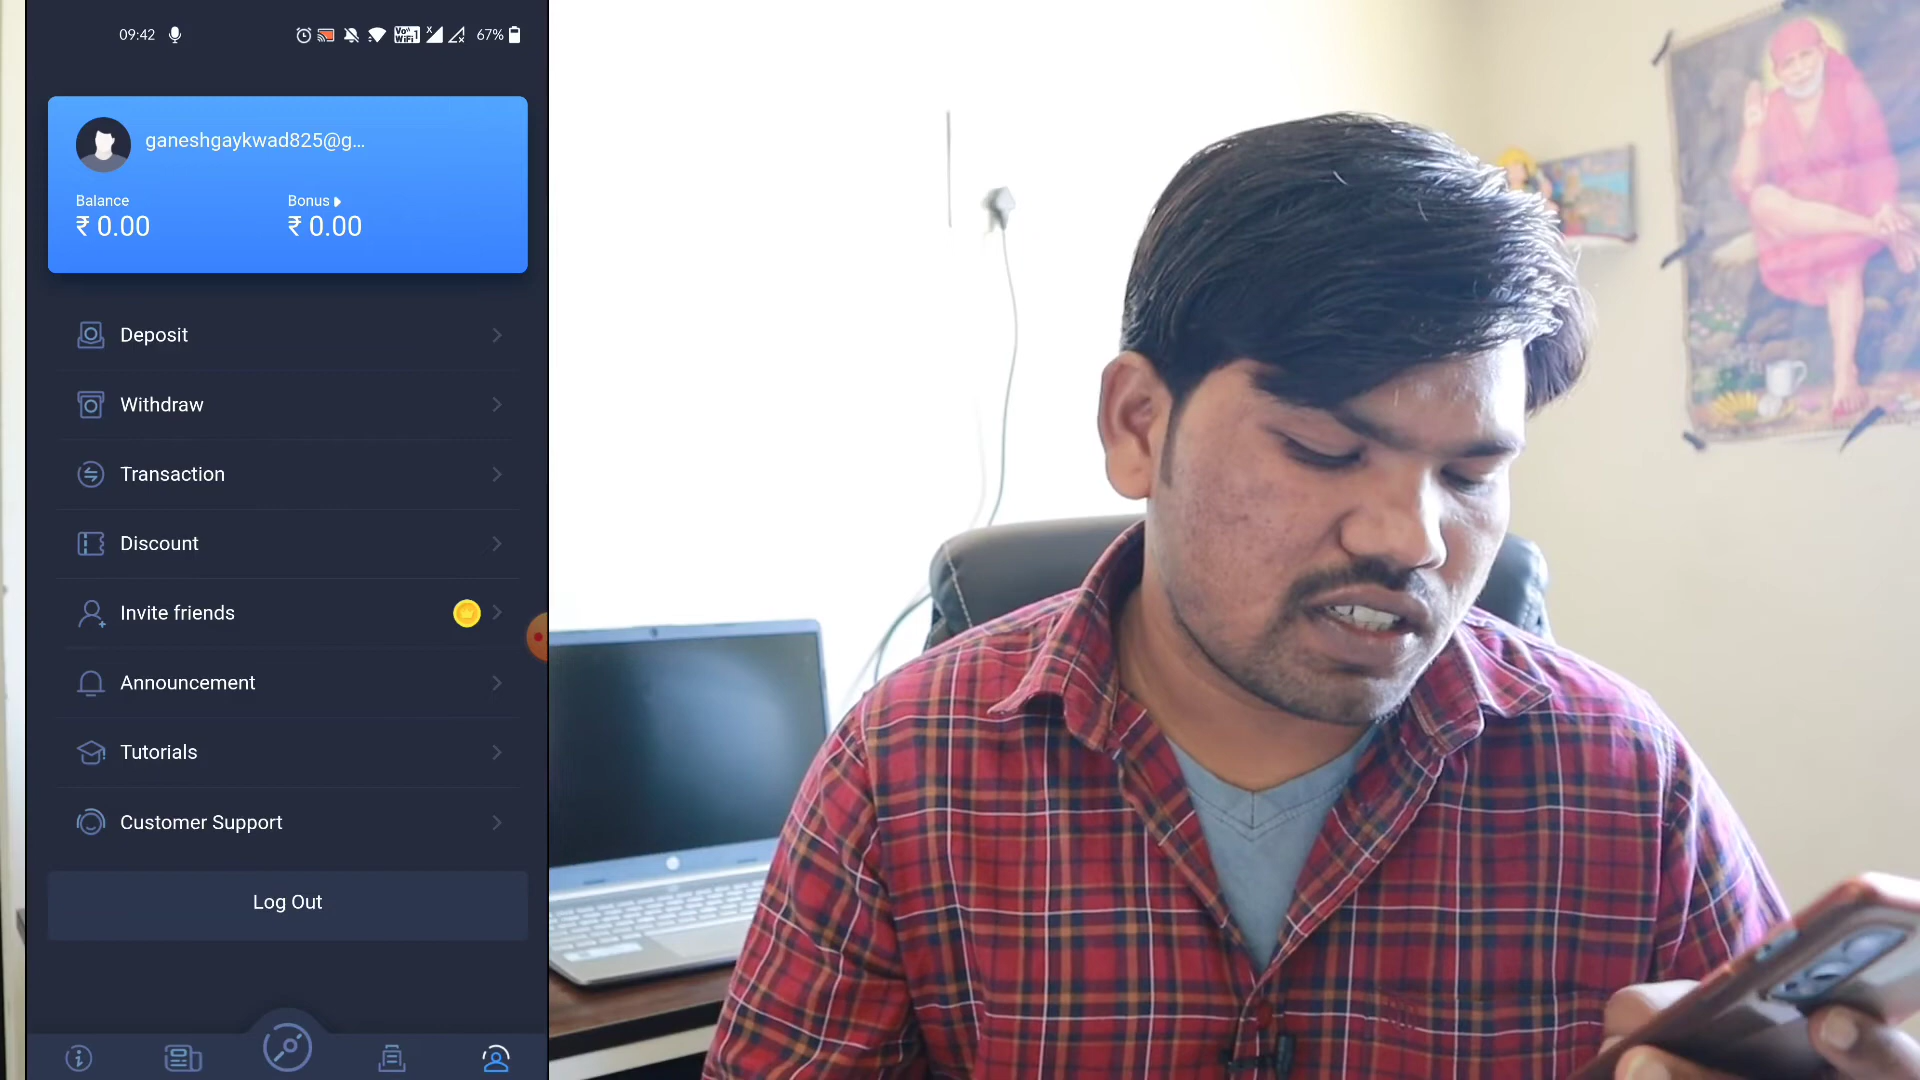 09:42
67%
ganeshgaykwad825@g...
Balance
Bonus
₹ 0.00
₹ 0.00
Deposit
Withdraw
Transaction
Discount
Invite friends
Announcement
Tutorials
Customer Support
Log Out